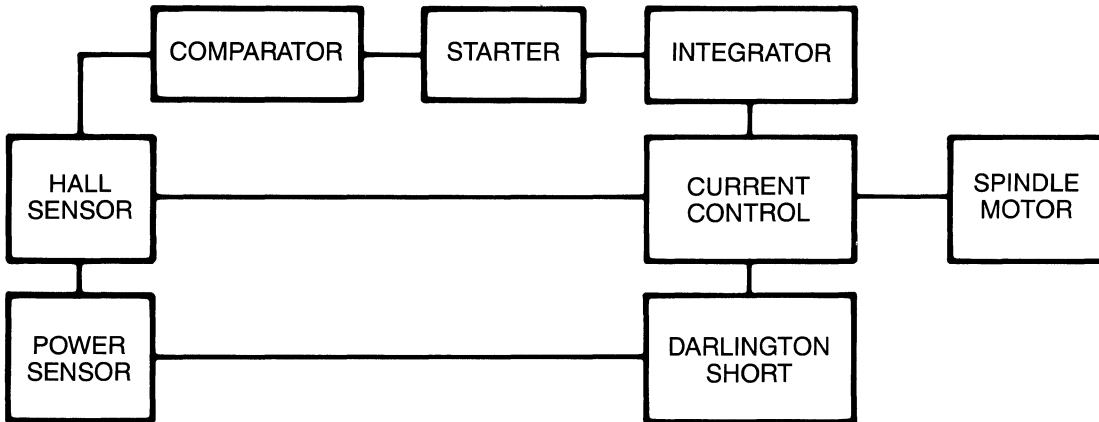 COMPARATOR
STARTER
INTEGRATOR
HALL
SENSOR
CURRENT
CONTROL
SPINDLE
MOTOR
POWER
SENSOR
DARLINGTON
SHORT